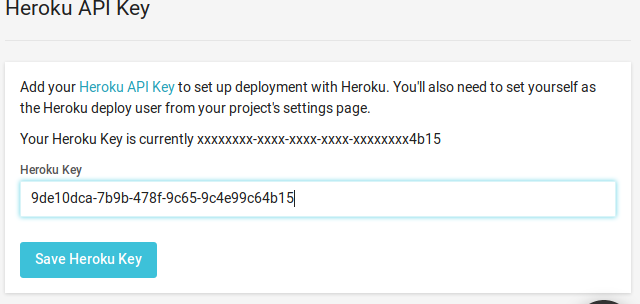 Heroku API Key
Add your Heroku API Key to set up deployment with Heroku. You'll also need to set yourself as
the Heroku deploy user from your project's settings page.
Your Heroku Key is currently xxxxxxxx-xxxx-xxxx-xxxx-xxxxxxxx4b15
Heroku Key
9de10dca-7b9b-478f-9c65-9c4e99c64b15
Save Heroku Key